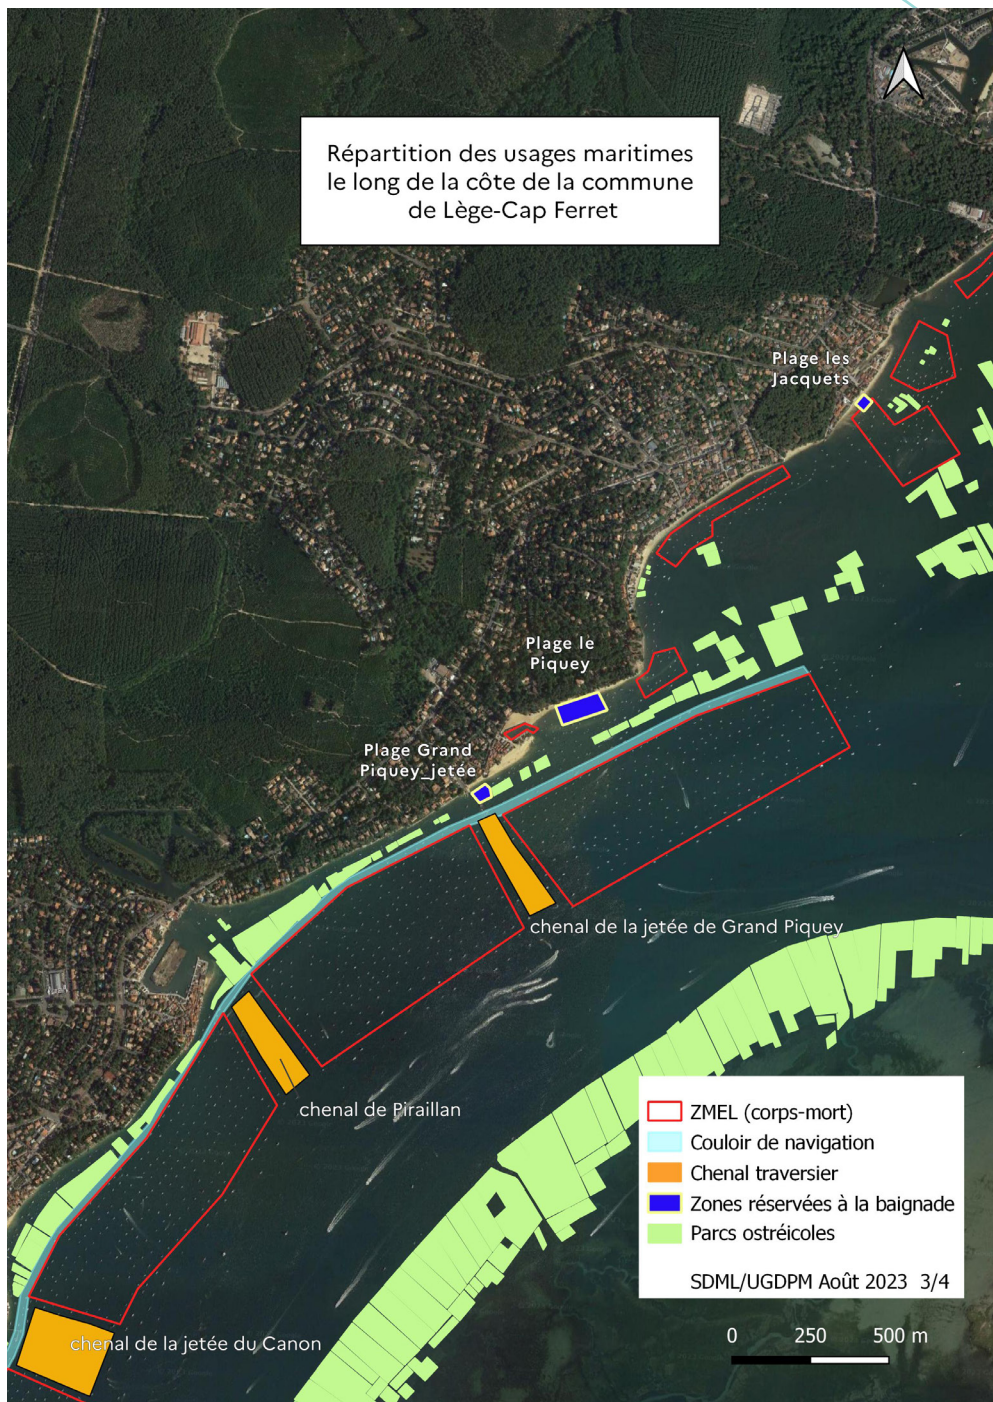 Répartition des usages maritimes
le long de la côte de la commune
de Lège-Cap Ferret
Plage les
Jacquets
Plage le
Piquey
Plage Grand
Piquey_jetée
chenal de la jetée de Grand Piquey
chenal de Piraillan
chenal de la jetée du Canon
ZMEL (corps-mort)
Couloir de navigation
Chenal traversier
Zones réservées à la baignade
Parcs ostréicoles
SDML/UGDPM Août 2023 3/4
0 250 500 m